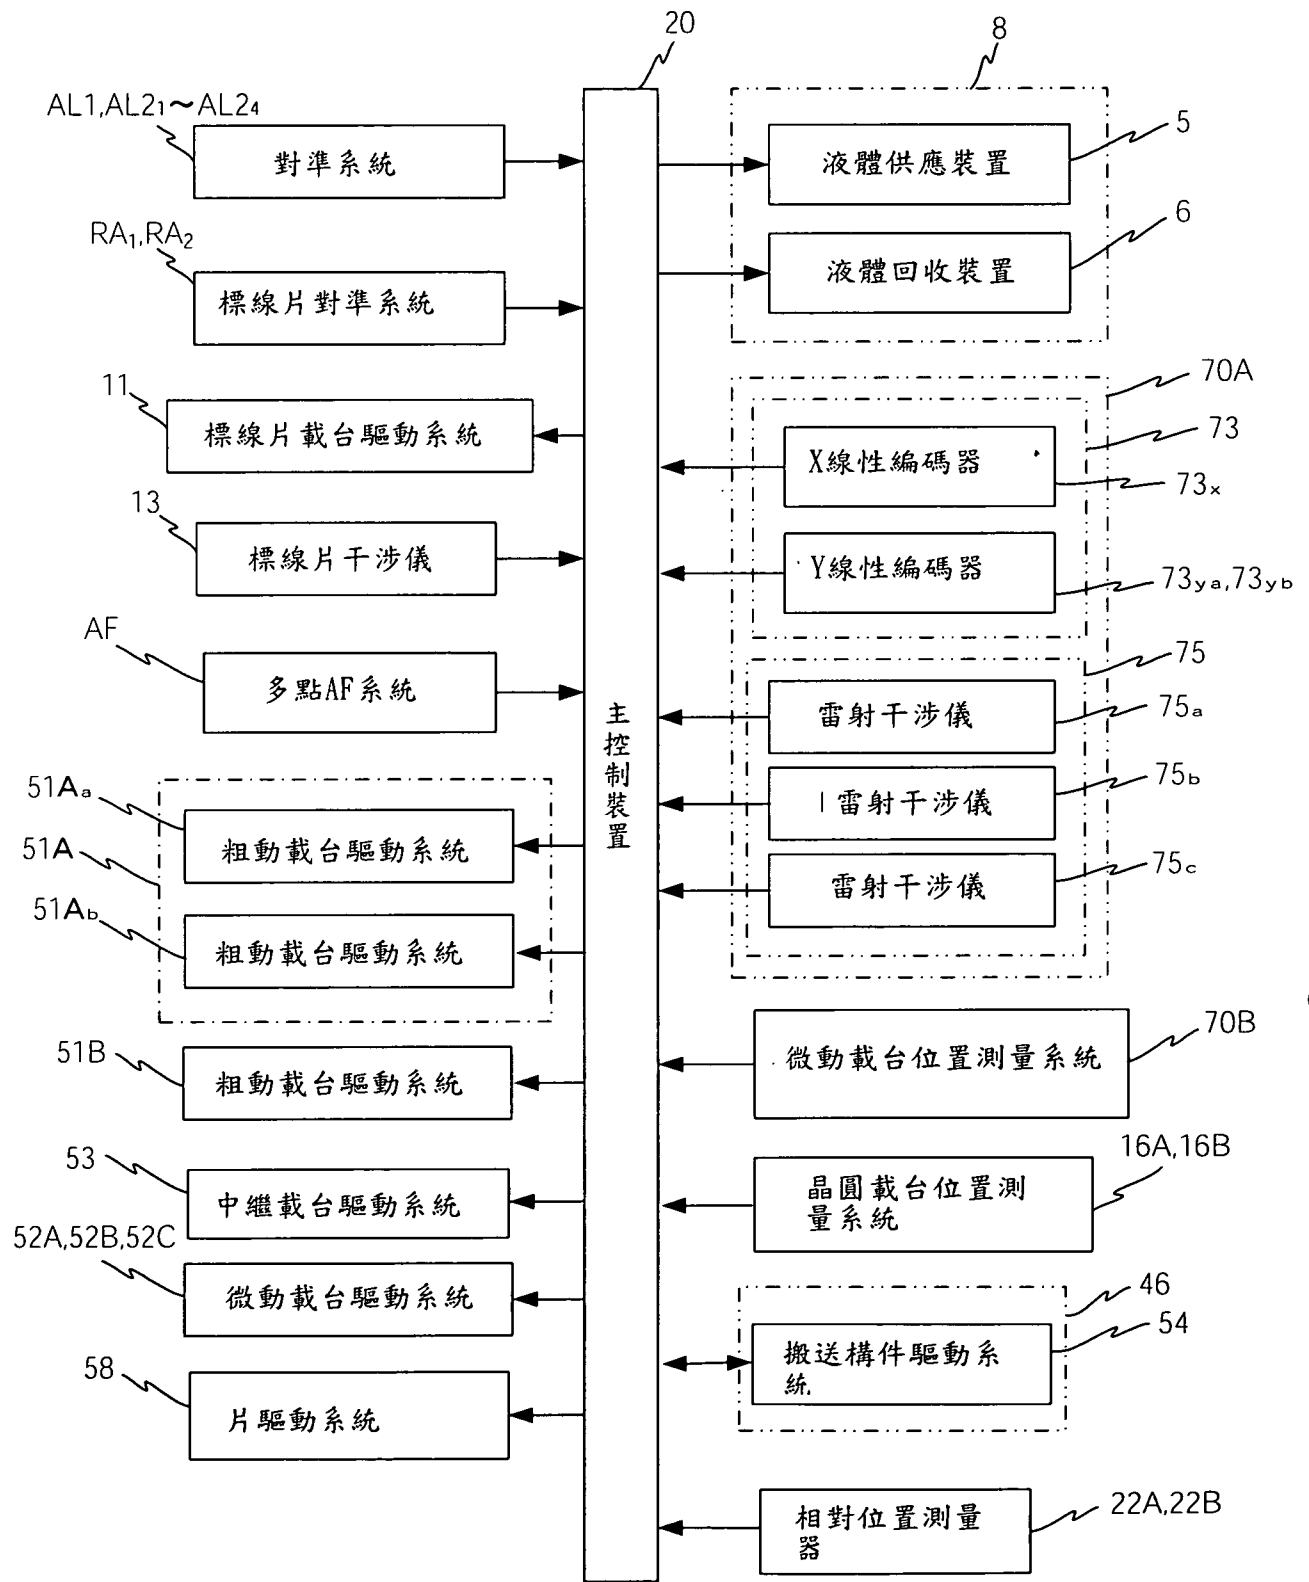 20
8
AL1,AL2₁~AL2₄
對準系統
液體供應裝置
5
RA₁,RA₂
標線片對準系統
液體回收裝置
6
11
標線片載台驅動系統
70A
73
X線性編碼器
73x
13
標線片干涉儀
Y線性編碼器
73ya,73yb
AF
多點AF系統
75
雷射干涉儀
75a
主控制裝置
51Aa
51A
粗動載台驅動系統
雷射干涉儀
75b
51Ab
粗動載台驅動系統
雷射干涉儀
75c
51B
粗動載台驅動系統
微動載台位置測量系統
70B
53
中繼載台驅動系統
晶圓載台位置測
量系統
16A,16B
52A,52B,52C
微動載台驅動系統
46
搬送構件驅動系
統
54
58
片驅動系統
相對位置測量
器
22A,22B